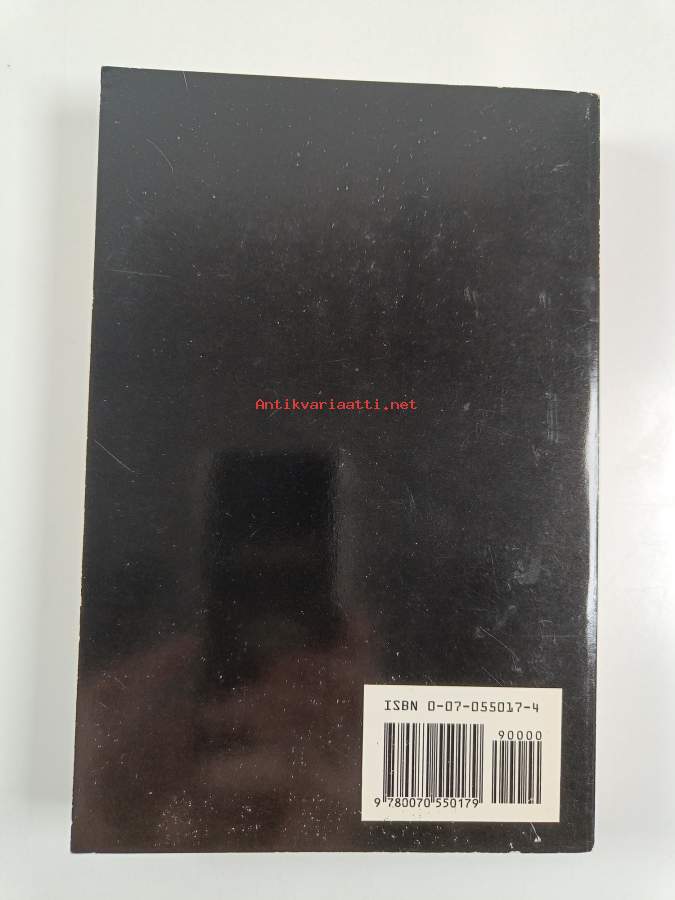 Antikvariaatti.net
ISBN 0-07-055017-4
90000
9 780070 550179